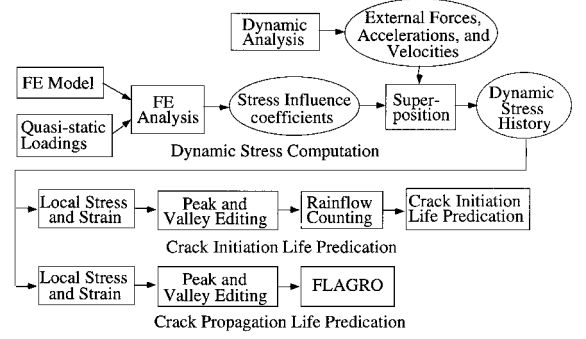 Dynamic
Analysis
External Forces,
Accelerations, and
Velocities
FE Model
Quasi-static
Loadings
FE
Analysis
Stress Influence
coefficients
Super-
position
Dynamic
Stress
History
Dynamic Stress Computation
Local Stress
and Strain
Peak and
Valley Editing
Rainflow
Counting
Crack Initiation
Life Predication
Crack Initiation Life Predication
Local Stress
and Strain
Peak and
Valley Editing
FLAGRO
Crack Propagation Life Predication